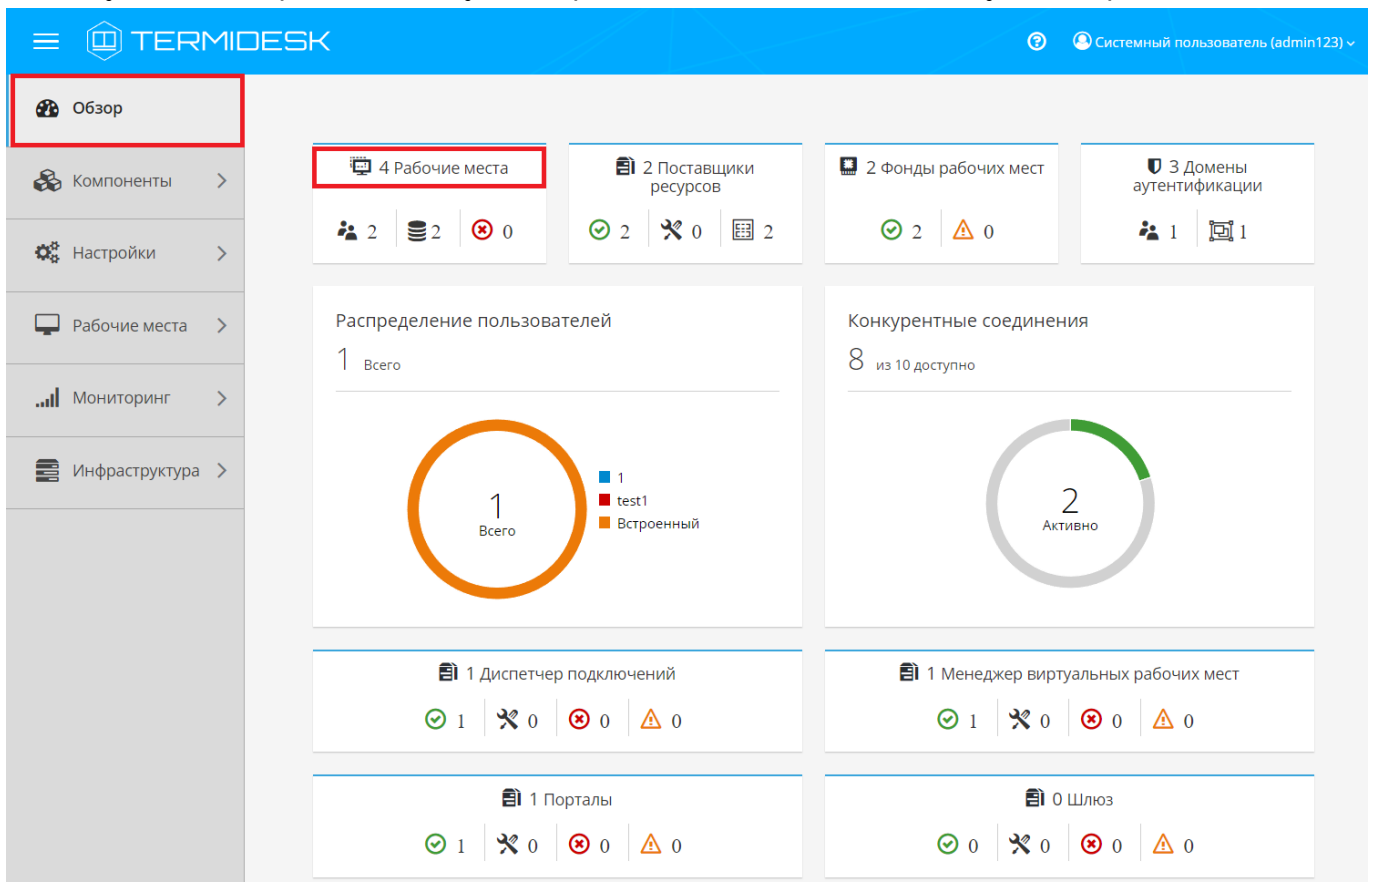 TERMIDESK
Системный пользователь (admin123)
Обзор
Компоненты
Настройки
Рабочие места
Мониторинг
Инфраструктура
4 Рабочие места
2 2 0
2 Поставщики
ресурсов
2 0 2
2 Фонды рабочих мест
2 0
3 Домены
аутентификации
1 1
Распределение пользователей
1 Всего
1
Всего
1
test1
Встроенный
Конкурентные соединения
8 из 10 доступно
2
Активно
1 Диспетчер подключений
1 0 0 0
1 Менеджер виртуальных рабочих мест
1 0 0 0
1 Порталы
1 0 0 0
0 Шлюз
0 0 0 0